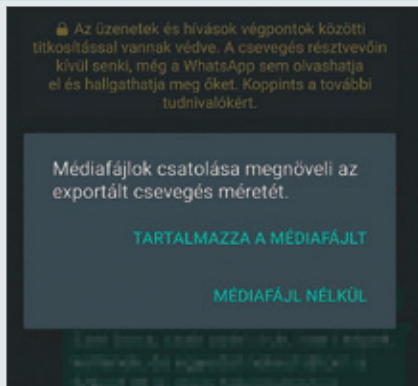 🔒 Az üzenetek és hívások végpontok közötti
titkosítással vannak védve. A csevegés résztvevőin
kívül senki, még a WhatsApp sem olvashatja
el és hallgathatja meg őket. Koppints a további
tudnivalókért.
Médiafájlok csatolása megnöveli az
exportált csevegés méretét.
TARTALMAZZA A MÉDIAFÁJLT
MÉDIAFÁJL NÉLKÜL